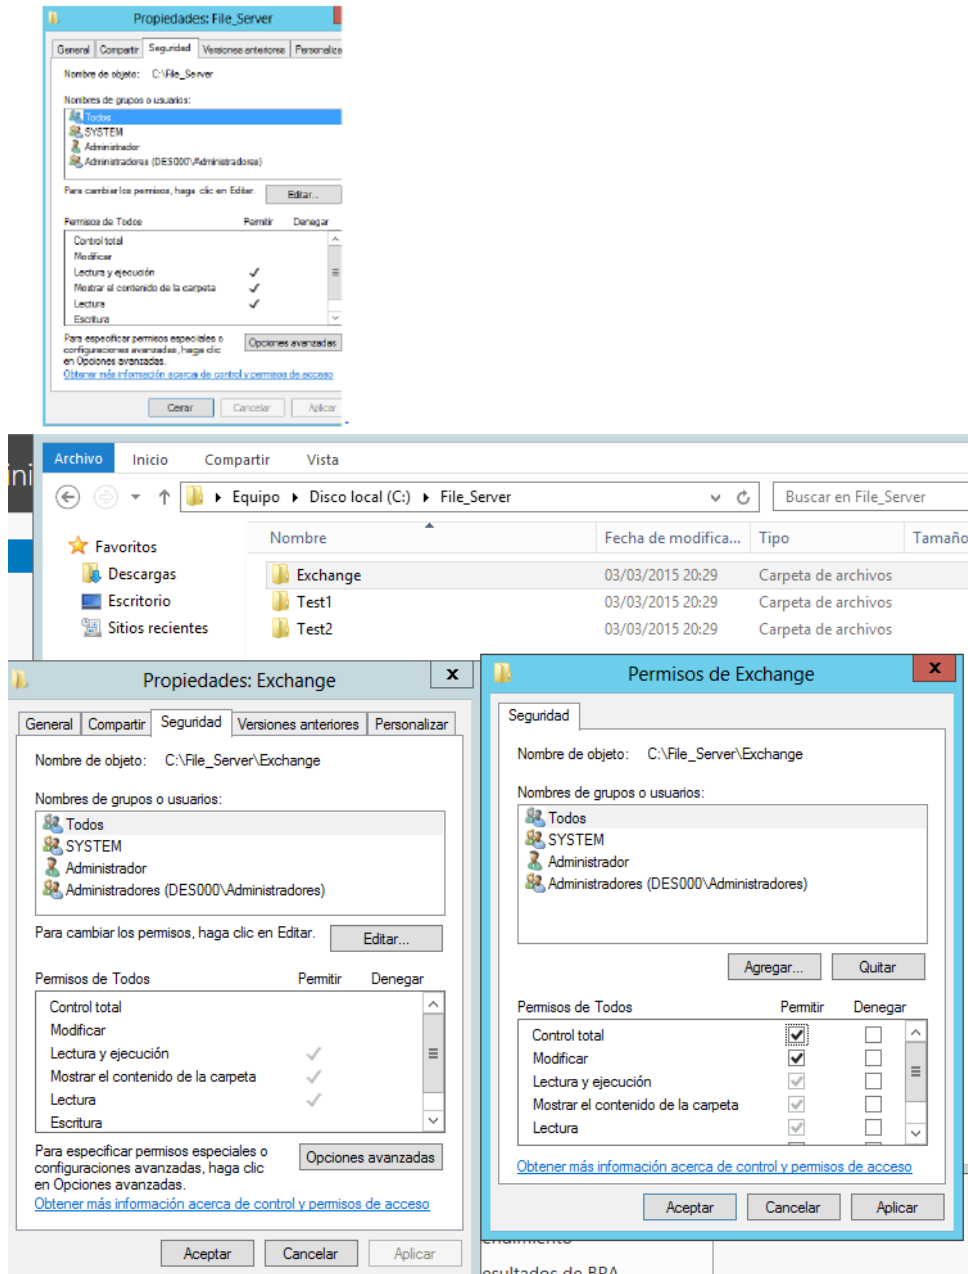 Propiedades: File_Server
General Compartir Seguridad Versiones anteriores Personaliza
Nombre de objeto: C:\File_Server
Nombres de grupos o usuarios:
Todos
SYSTEM
Administrador
Administradores (DES000\Administradores)
Para cambiar los permisos, haga clic en Editar. Editar...
Permisos de Todos Permitir Denegar
Control total
Modificar
Lectura y ejecución
Mostrar el contenido de la carpeta
Lectura
Escritura
Para especificar permisos especiales o
configuraciones avanzadas, haga clic
en Opciones avanzadas.
Opciones avanzadas
Obtener más información acerca de control y permisos de acceso
Cerrar Cancelar Aplicar
ini
Archivo Inicio Compartir Vista
Equipo Disco local (C:) File_Server Buscar en File_Server
Favoritos
Descargas
Escritorio
Sitios recientes
Nombre Fecha de modifica... Tipo Tamaño
Exchange 03/03/2015 20:29 Carpeta de archivos
Test1 03/03/2015 20:29 Carpeta de archivos
Test2 03/03/2015 20:29 Carpeta de archivos
Propiedades: Exchange
General Compartir Seguridad Versiones anteriores Personalizar
Nombre de objeto: C:\File_Server\Exchange
Nombres de grupos o usuarios:
Todos
SYSTEM
Administrador
Administradores (DES000\Administradores)
Para cambiar los permisos, haga clic en Editar. Editar...
Permisos de Todos Permitir Denegar
Control total
Modificar
Lectura y ejecución
Mostrar el contenido de la carpeta
Lectura
Escritura
Para especificar permisos especiales o
configuraciones avanzadas, haga clic
en Opciones avanzadas.
Opciones avanzadas
Obtener más información acerca de control y permisos de acceso
Aceptar Cancelar Aplicar
Permisos de Exchange
Seguridad
Nombre de objeto: C:\File_Server\Exchange
Nombres de grupos o usuarios:
Todos
SYSTEM
Administrador
Administradores (DES000\Administradores)
Agregar... Quitar
Permisos de Todos Permitir Denegar
Control total
Modificar
Lectura y ejecución
Mostrar el contenido de la carpeta
Lectura
Obtener más información acerca de control y permisos de acceso
Aceptar Cancelar Aplicar
endimiento
esultados de BPA